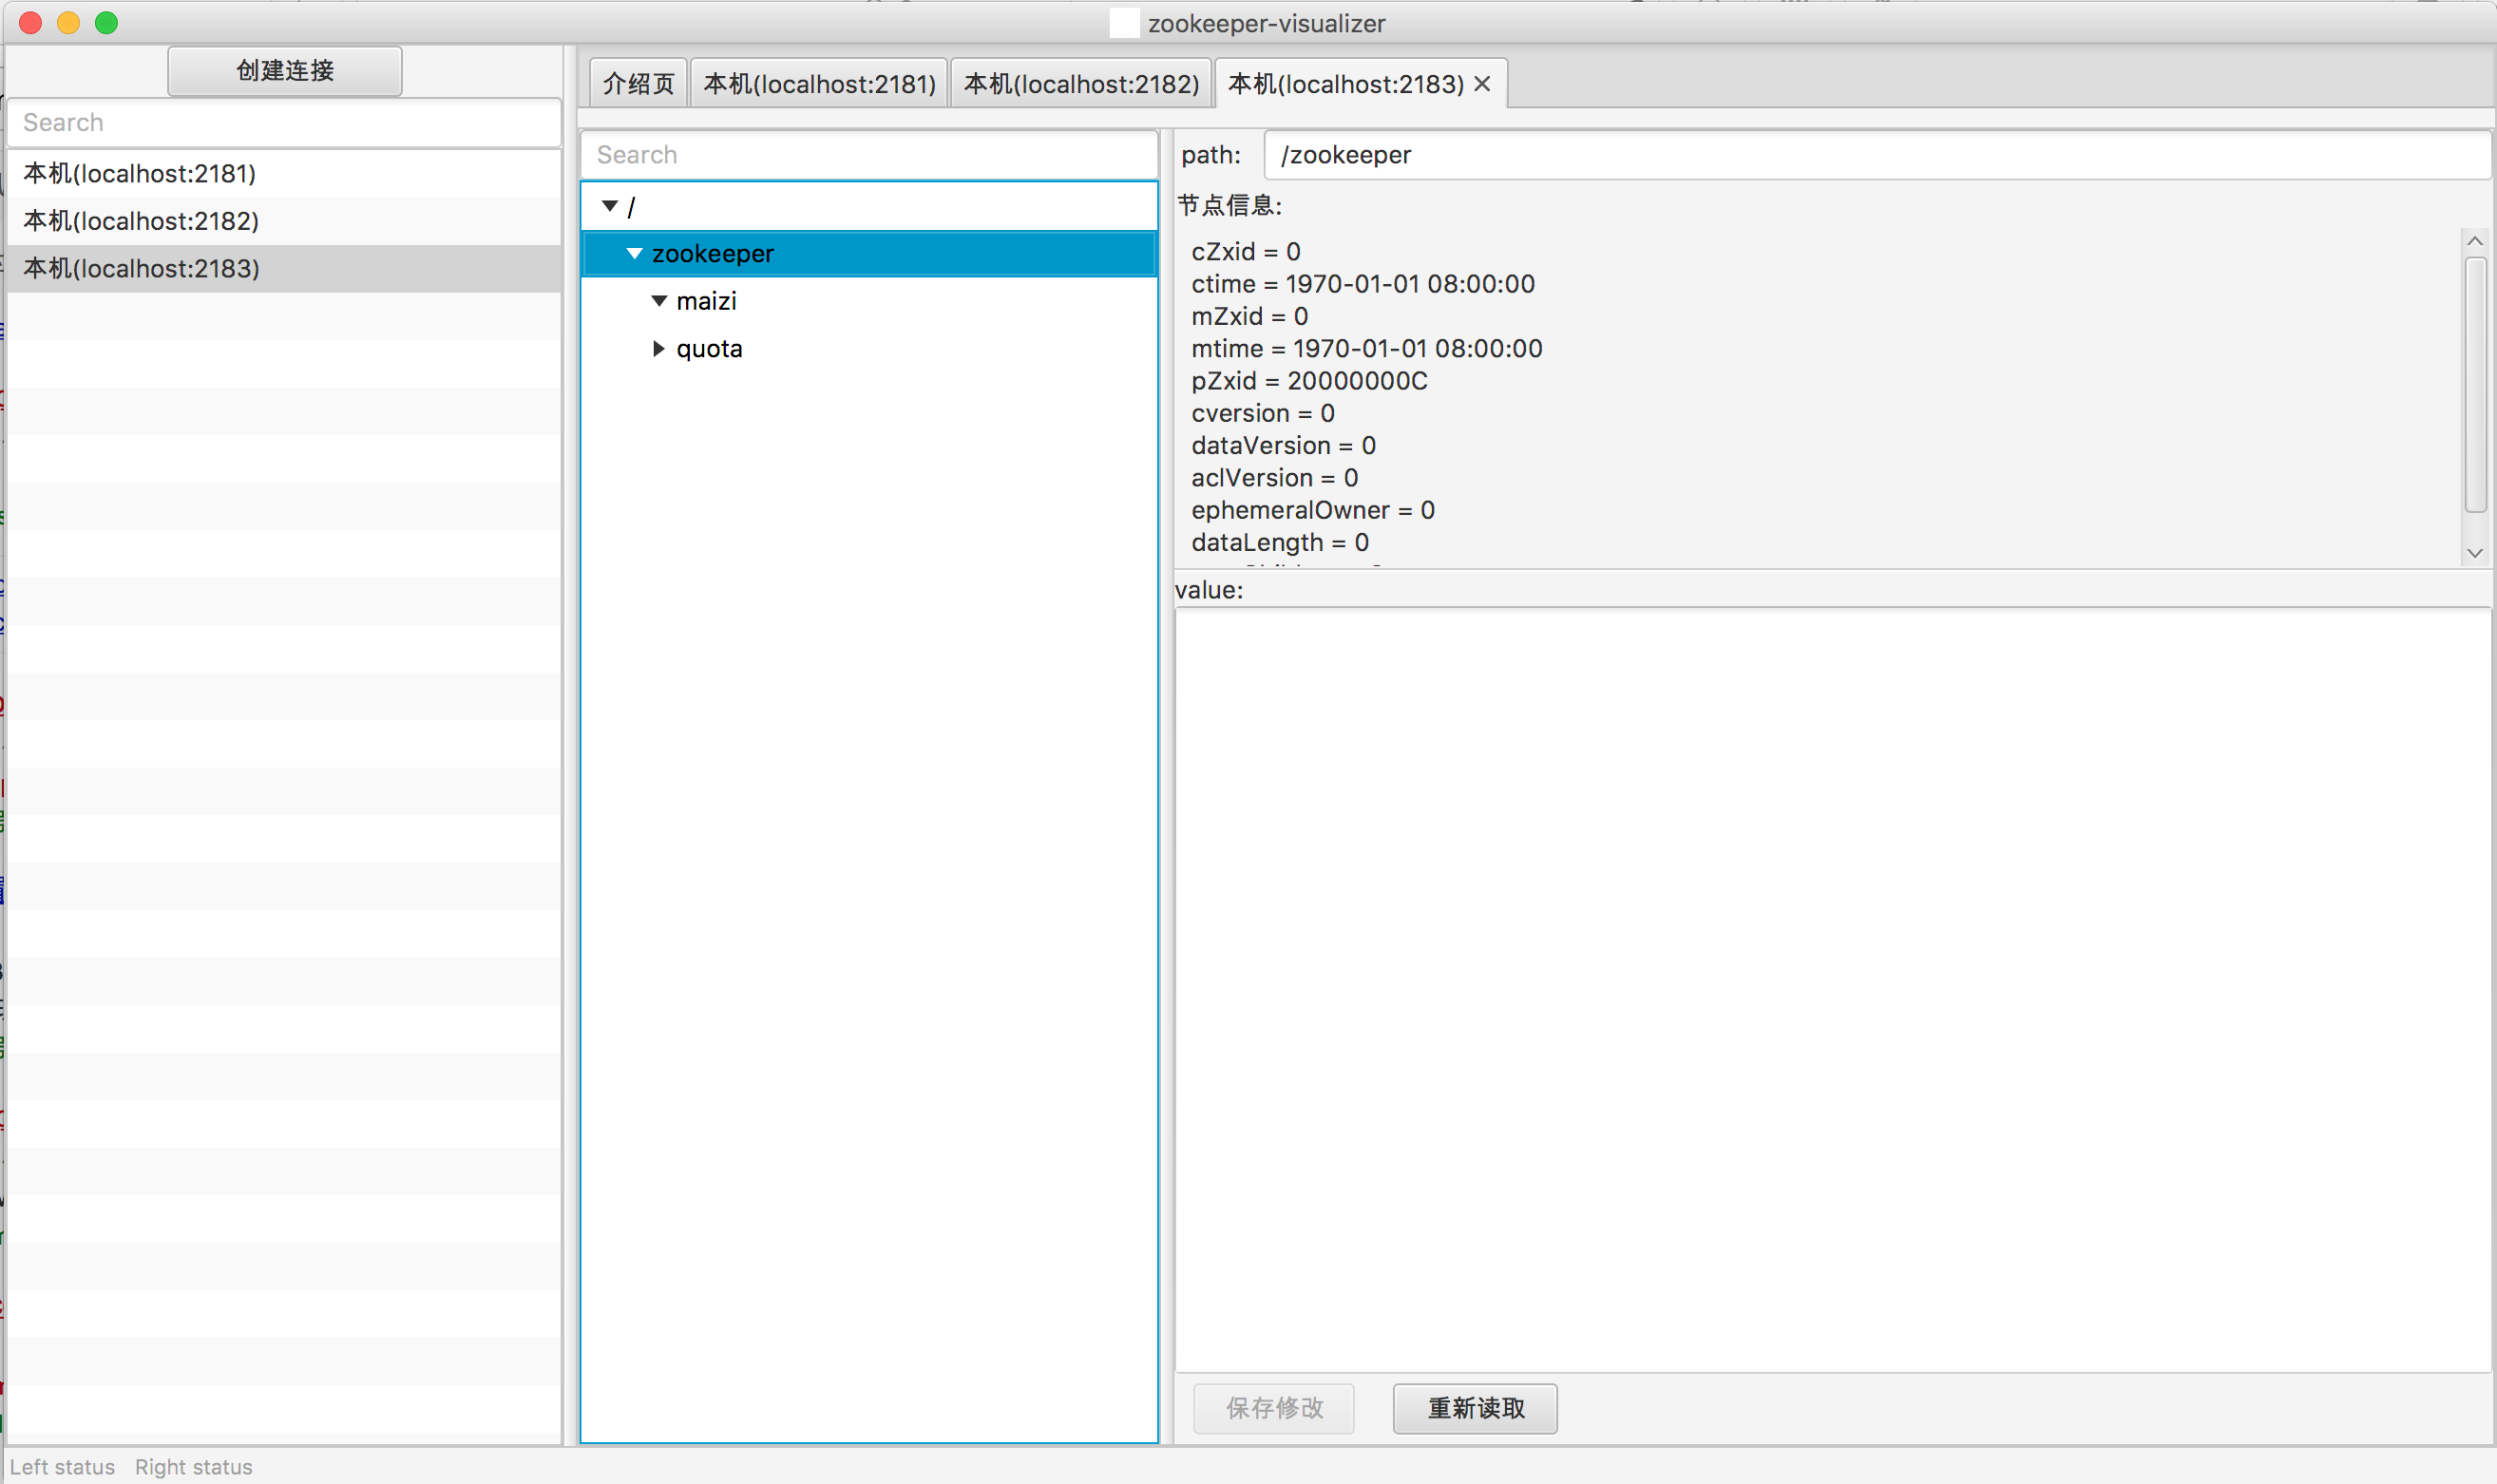 zookeeper-visualizer
创建连接
Search
本机(localhost:2181)
本机(localhost:2182)
本机(localhost:2183)
介绍页
本机(localhost:2181)
本机(localhost:2182)
本机(localhost:2183)
Search
/
zookeeper
maizi
quota
path:
/zookeeper
节点信息:
cZxid = 0
ctime = 1970-01-01 08:00:00
mZxid = 0
mtime = 1970-01-01 08:00:00
pZxid = 20000000C
cversion = 0
dataVersion = 0
aclVersion = 0
ephemeralOwner = 0
dataLength = 0
value:
保存修改
重新读取
Left status
Right status